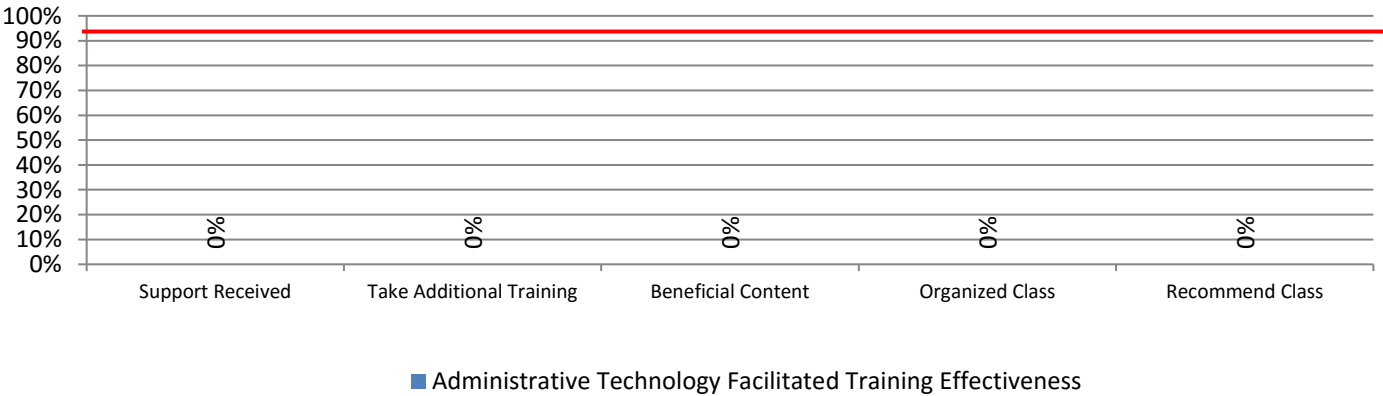 100%
90%
80%
70%
60%
50%
40%
30%
20%
10%
0%
0%
0%
0%
0%
0%
Support Received
Take Additional Training
Beneficial Content
Organized Class
Recommend Class
Administrative Technology Facilitated Training Effectiveness